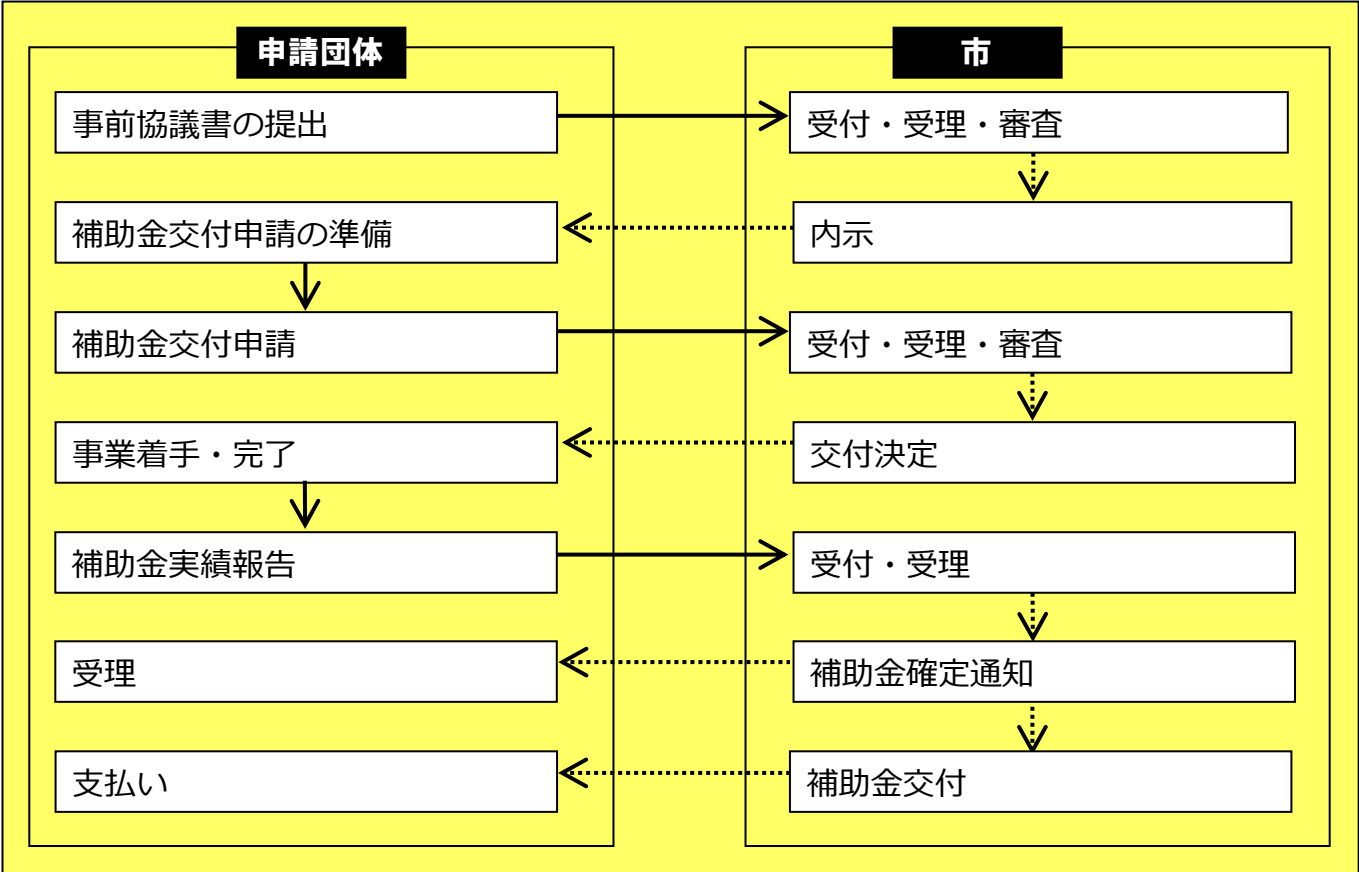 申請団体
市
事前協議書の提出
受付・受理・審査
補助金交付申請の準備
内示
補助金交付申請
受付・受理・審査
事業着手・完了
交付決定
補助金実績報告
受付・受理
受理
補助金確定通知
支払い
補助金交付